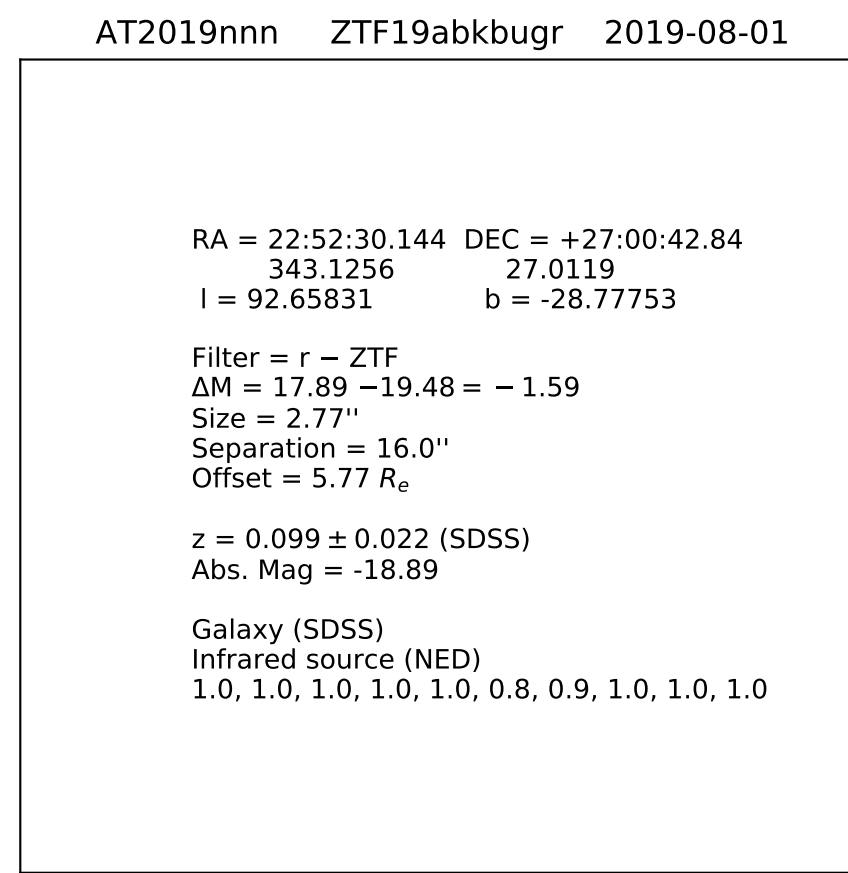 AT2019nnn ZTF19abkbugr 2019-08-01
RA = 22:52:30.144 DEC = +27:00:42.84
343.1256 27.0119
l = 92.65831 b = -28.77753
Filter = r − ZTF
ΔM = 17.89 −19.48 = − 1.59
Size = 2.77''
Separation = 16.0''
Offset = 5.77 Re
z = 0.099 ± 0.022 (SDSS)
Abs. Mag = -18.89
Galaxy (SDSS)
Infrared source (NED)
1.0, 1.0, 1.0, 1.0, 1.0, 0.8, 0.9, 1.0, 1.0, 1.0